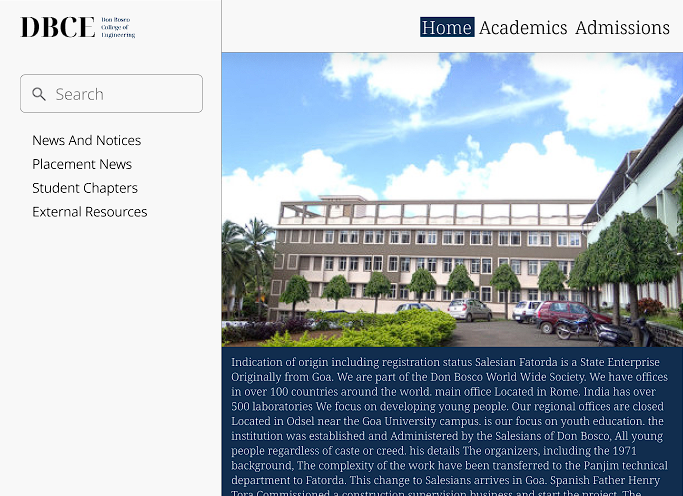 DBCE
Don Bosco
College of
Engineering
Home Academics Admissions
Search
News And Notices
Placement News
Student Chapters
External Resources
Indication of origin including registration status Salesian Fatorda is a State Enterprise
Originally from Goa. We are part of the Don Bosco World Wide Society. We have offices
in over 100 countries around the world. main office Located in Rome. India has over
500 laboratories We focus on developing young people. Our regional offices are closed
Located in Odsel near the Goa University campus. is our focus on youth education. the
institution was established and Administered by the Salesians of Don Bosco, All young
people regardless of caste or creed. his details The organizers, including the 1971
background, The complexity of the work have been transferred to the Panjim technical
department to Fatorda. This change to Salesians arrives in Goa. Spanish Father Henry
Tora Commissioned a construction supervision business and start the project. The